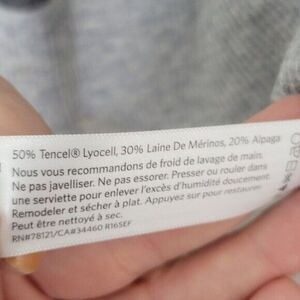 50% Tencel® Lyocell, 30% Laine De Mérinos, 20% Alpaga
Nous vous recommandons de froid de lavage de main.
Ne pas javelliser. Ne pas essorer. Presser ou rouler dans
une serviette pour enlever l'excès d'humidité doucement
Remodeler et sécher à plat. Appuyez sur pour restaurer.
Peut être nettoyé à sec.
RN#78121/CA#34460 R165EF